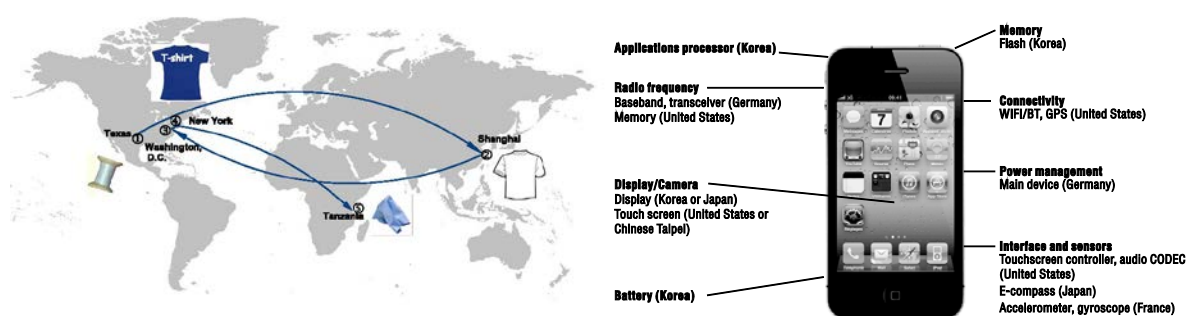 T-shirt
④ New York
Texas ①
③
Washington,
D.C.
Shanghai
②
⑤
Tanzania
Applications processor (Korea)
Radio frequency
Baseband, transceiver (Germany)
Memory (United States)
Display/Camera
Display (Korea or Japan)
Touch screen (United States or
Chinese Taipei)
Battery (Korea)
7
Memory
Flash (Korea)
Connectivity
WIFI/BT, GPS (United States)
Power management
Main device (Germany)
Interface and sensors
Touchscreen controller, audio CODEC
(United States)
E-compass (Japan)
Accelerometer, gyroscope (France)